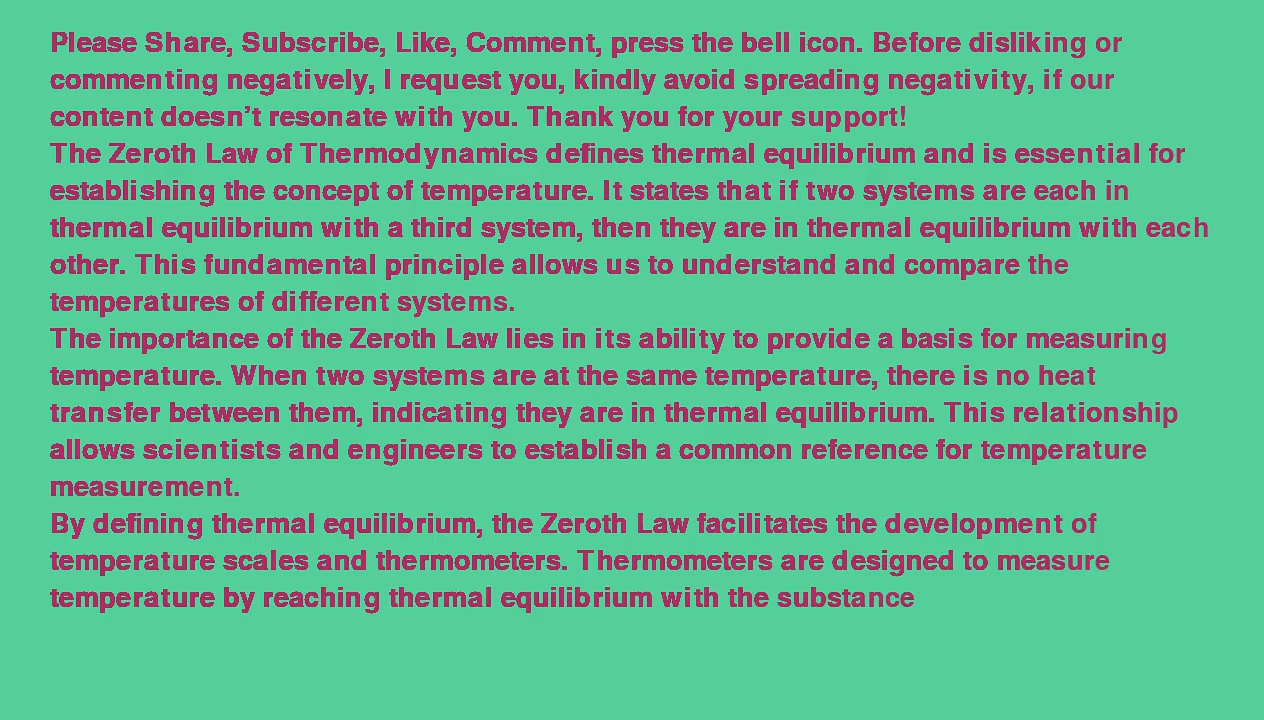 Please Share, Subscribe, Like, Comment, press the bell icon. Before disliking or
commenting negatively, I request you, kindly avoid spreading negativity, if our
content doesn’t resonate with you. Thank you for your support!
The Zeroth Law of Thermodynamics defines thermal equilibrium and is essential for
establishing the concept of temperature. It states that if two systems are each in
thermal equilibrium with a third system, then they are in thermal equilibrium with each
other. This fundamental principle allows us to understand and compare the
temperatures of different systems.
The importance of the Zeroth Law lies in its ability to provide a basis for measuring
temperature. When two systems are at the same temperature, there is no heat
transfer between them, indicating they are in thermal equilibrium. This relationship
allows scientists and engineers to establish a common reference for temperature
measurement.
By defining thermal equilibrium, the Zeroth Law facilitates the development of
temperature scales and thermometers. Thermometers are designed to measure
temperature by reaching thermal equilibrium with the substance